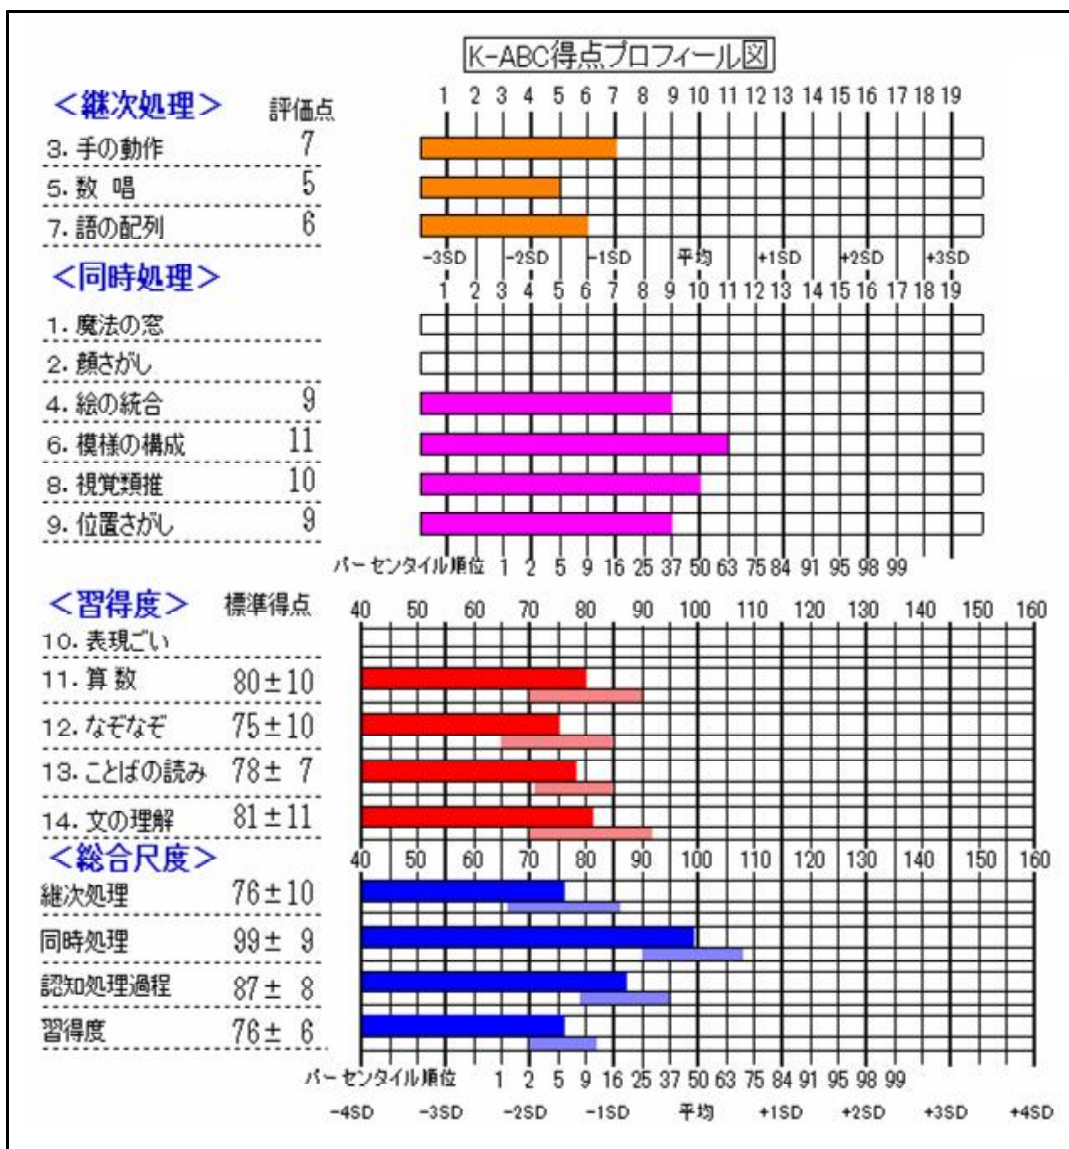 K-ABC得点プロフィール図
<継次処理> 評価点 1 2 3 4 5 6 7 8 9 10 11 12 13 14 15 16 17 18 19
3. 手の動作 7
5. 数 唱 5
7. 語の配列 6
-3SD -2SD -1SD 平均 +1SD +2SD +3SD
<同時処理>
1 2 3 4 5 6 7 8 9 10 11 12 13 14 15 16 17 18 19
1. 魔法の窓
2. 顔さがし
4. 絵の統合 9
6. 模様の構成 11
8. 視覚類推 10
9. 位置さがし 9
パーセンタイル順位 1 2 5 9 16 25 37 50 63 75 84 91 95 98 99
<習得度> 標準得点 40 50 60 70 80 90 100 110 120 130 140 150 160
10. 表現ごい
11. 算数 80±10
12. なぞなぞ 75±10
13. ことばの読み 78± 7
14. 文の理解 81±11
<総合尺度> 40 50 60 70 80 90 100 110 120 130 140 150 160
継次処理 76±10
同時処理 99± 9
認知処理過程 87± 8
習得度 76± 6
パーセンタイル順位 1 2 5 9 16 25 37 50 63 75 84 91 95 98 99
-4SD -3SD -2SD -1SD 平均 +1SD +2SD +3SD +4SD